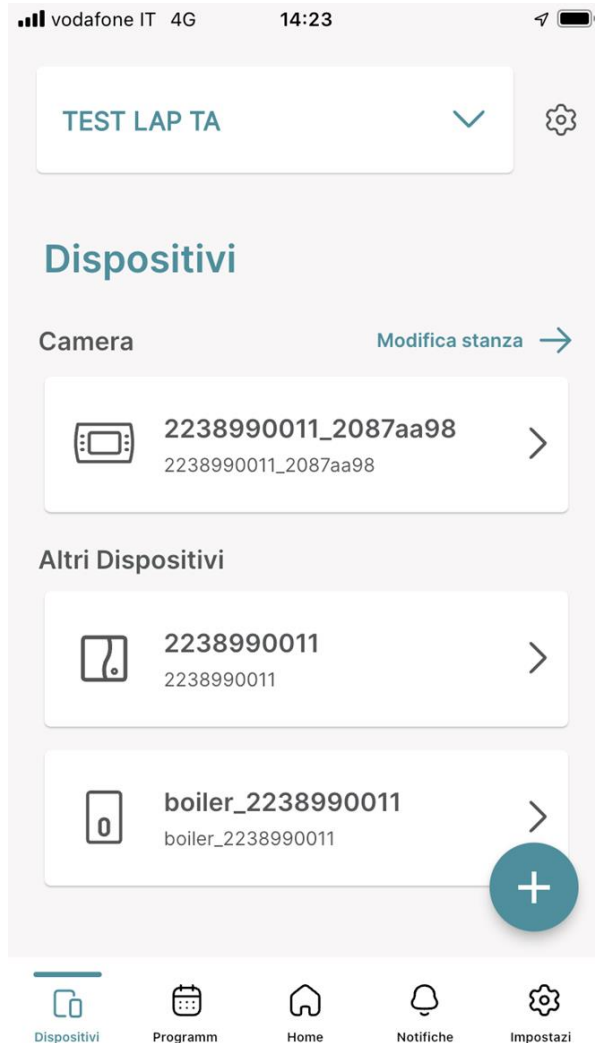 vodafone IT 4G 14:23
TEST LAP TA
Dispositivi
Camera Modifica stanza
2238990011_2087aa98
2238990011_2087aa98
Altri Dispositivi
2238990011
2238990011
boiler_2238990011
boiler_2238990011
Dispositivi Programm Home Notifiche Impostazi